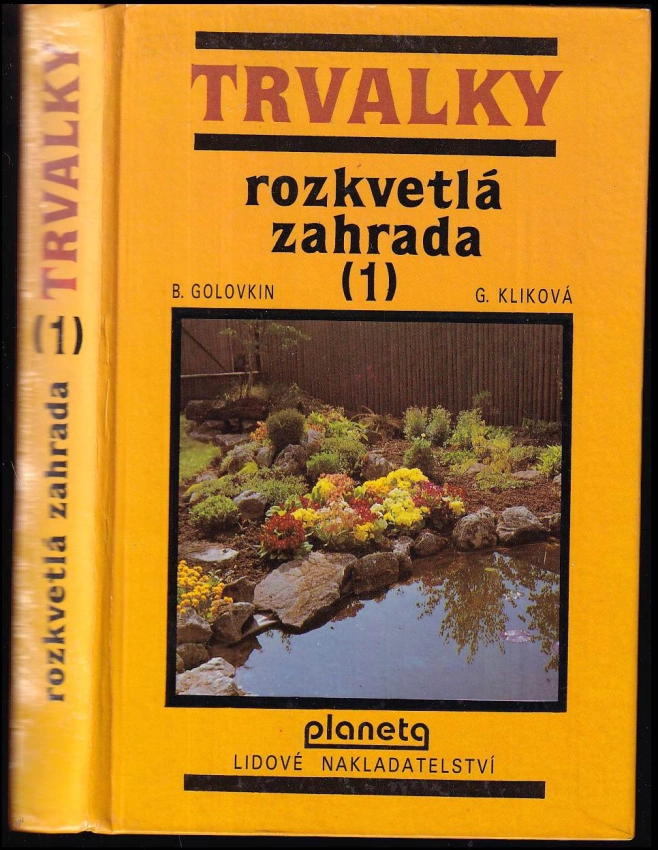 TRVALKY
rozkvetlá
zahrada
(1)
B. GOLOVKIN
G. KLIKOVÁ
planeta
LIDOVÉ NAKLADATELSTVÍ
TRVALKY
(1)
rozkvetlá zahrada